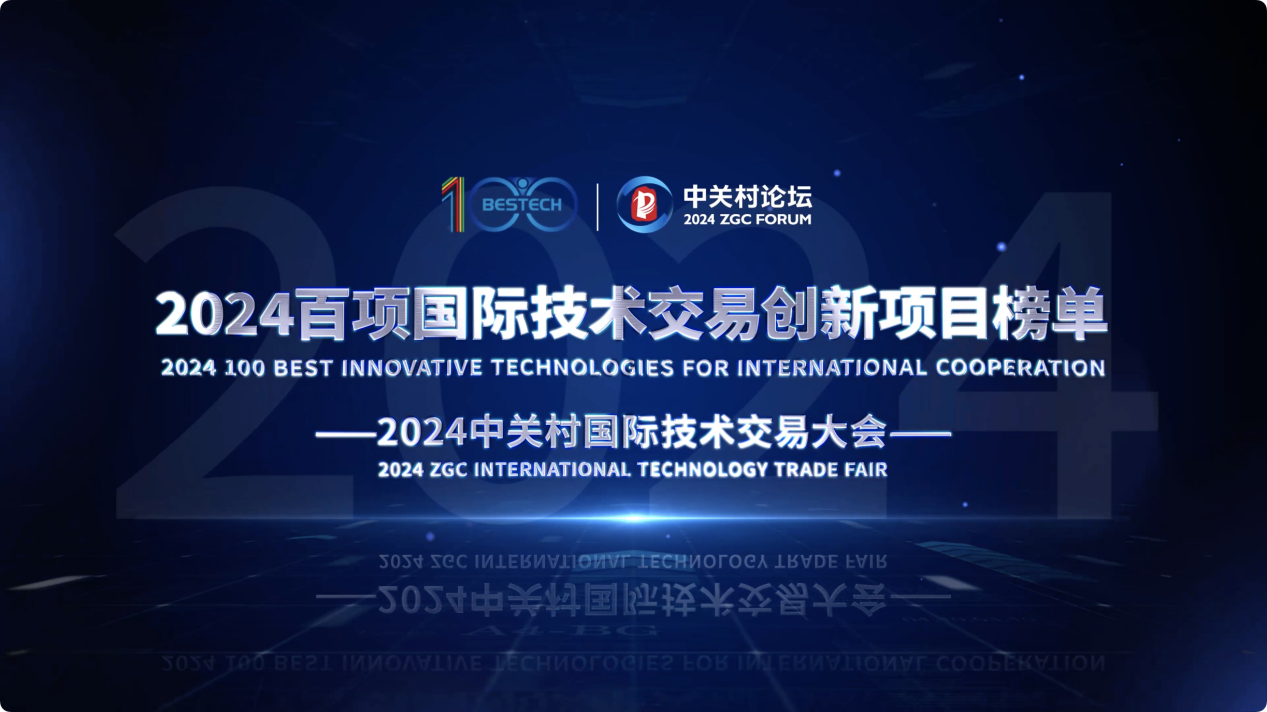 100 BESTECH
中关村论坛
2024 ZGC FORUM
2024百项国际技术交易创新项目榜单
2024 100 BEST INNOVATIVE TECHNOLOGIES FOR INTERNATIONAL COOPERATION
——2024中关村国际技术交易大会——
2024 ZGC INTERNATIONAL TECHNOLOGY TRADE FAIR
2024